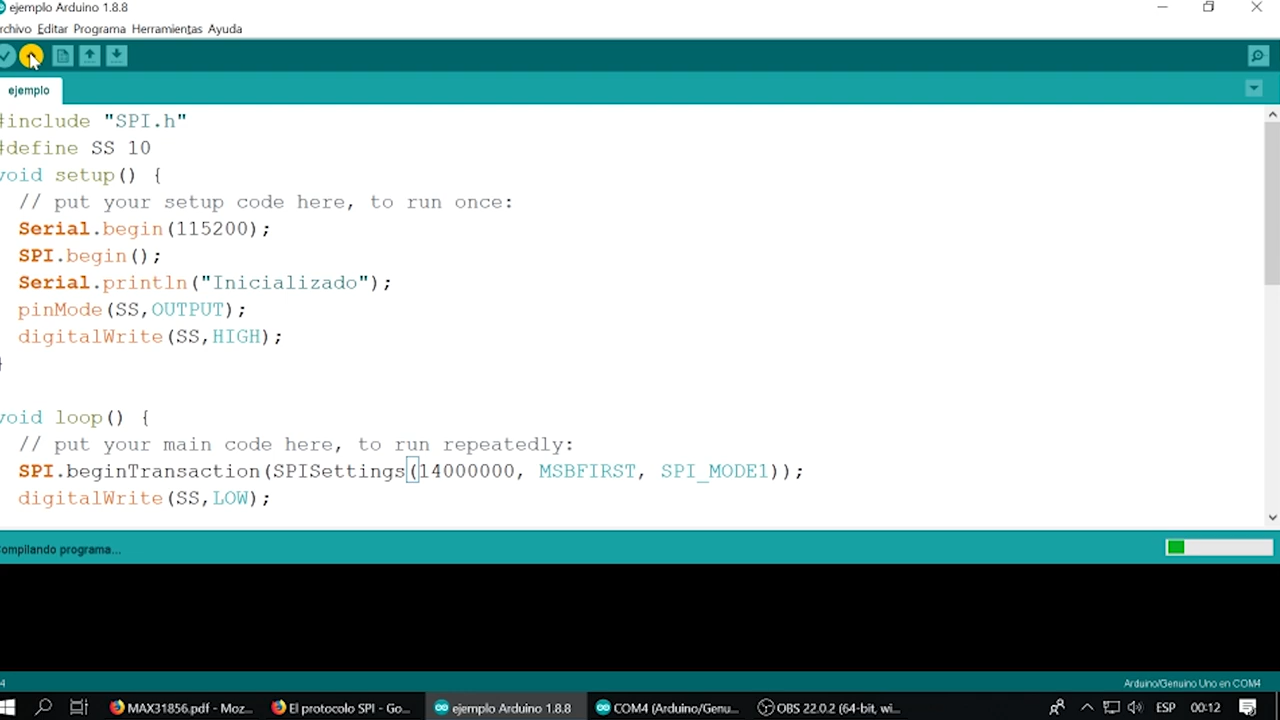 ejemplo Arduino 1.8.8
rchivo Editar Programa Herramientas Ayuda
ejemplo
#include "SPI.h"
#define SS 10
void setup() {
// put your setup code here, to run once:
Serial.begin(115200);
SPI.begin();
Serial.println("Inicializado");
pinMode(SS,OUTPUT);
digitalWrite(SS,HIGH);
}
void loop() {
// put your main code here, to run repeatedly:
SPI.beginTransaction(SPISettings(14000000, MSBFIRST, SPI_MODE1));
digitalWrite(SS,LOW);
Compilando programa...
4
Arduino/Genuino Uno en COM4
MAX31856.pdf - Moz...
El protocolo SPI - Go...
ejemplo Arduino 1.8.8
COM4 (Arduino/Genu...
OBS 22.0.2 (64-bit, wi...
ESP
00:12